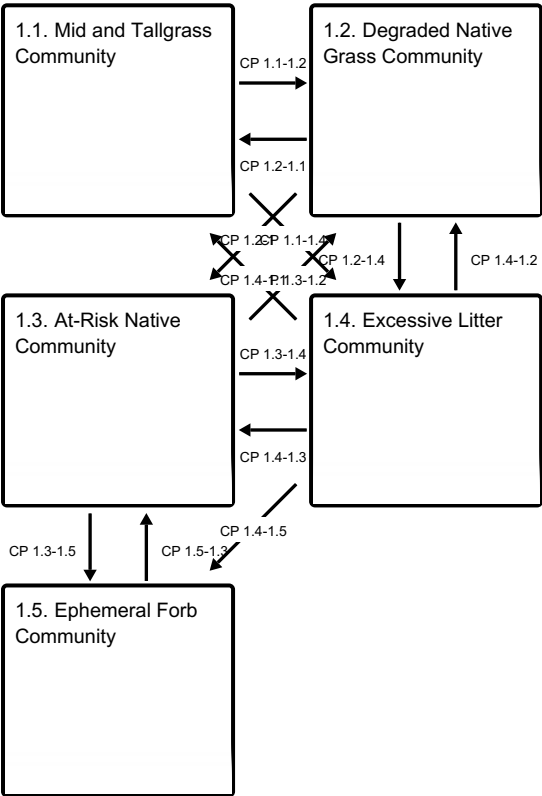 1.1. Mid and Tallgrass
Community
1.2. Degraded Native
Grass Community
CP 1.1-1.2
CP 1.2-1.1
CP 1.1-1.4
CP 1.3-1.2
CP 1.2-1.4
CP 1.4-1.2
1.3. At-Risk Native
Community
1.4. Excessive Litter
Community
CP 1.3-1.4
CP 1.4-1.3
CP 1.4-1.5
CP 1.3-1.5
CP 1.5-1.3
1.5. Ephemeral Forb
Community